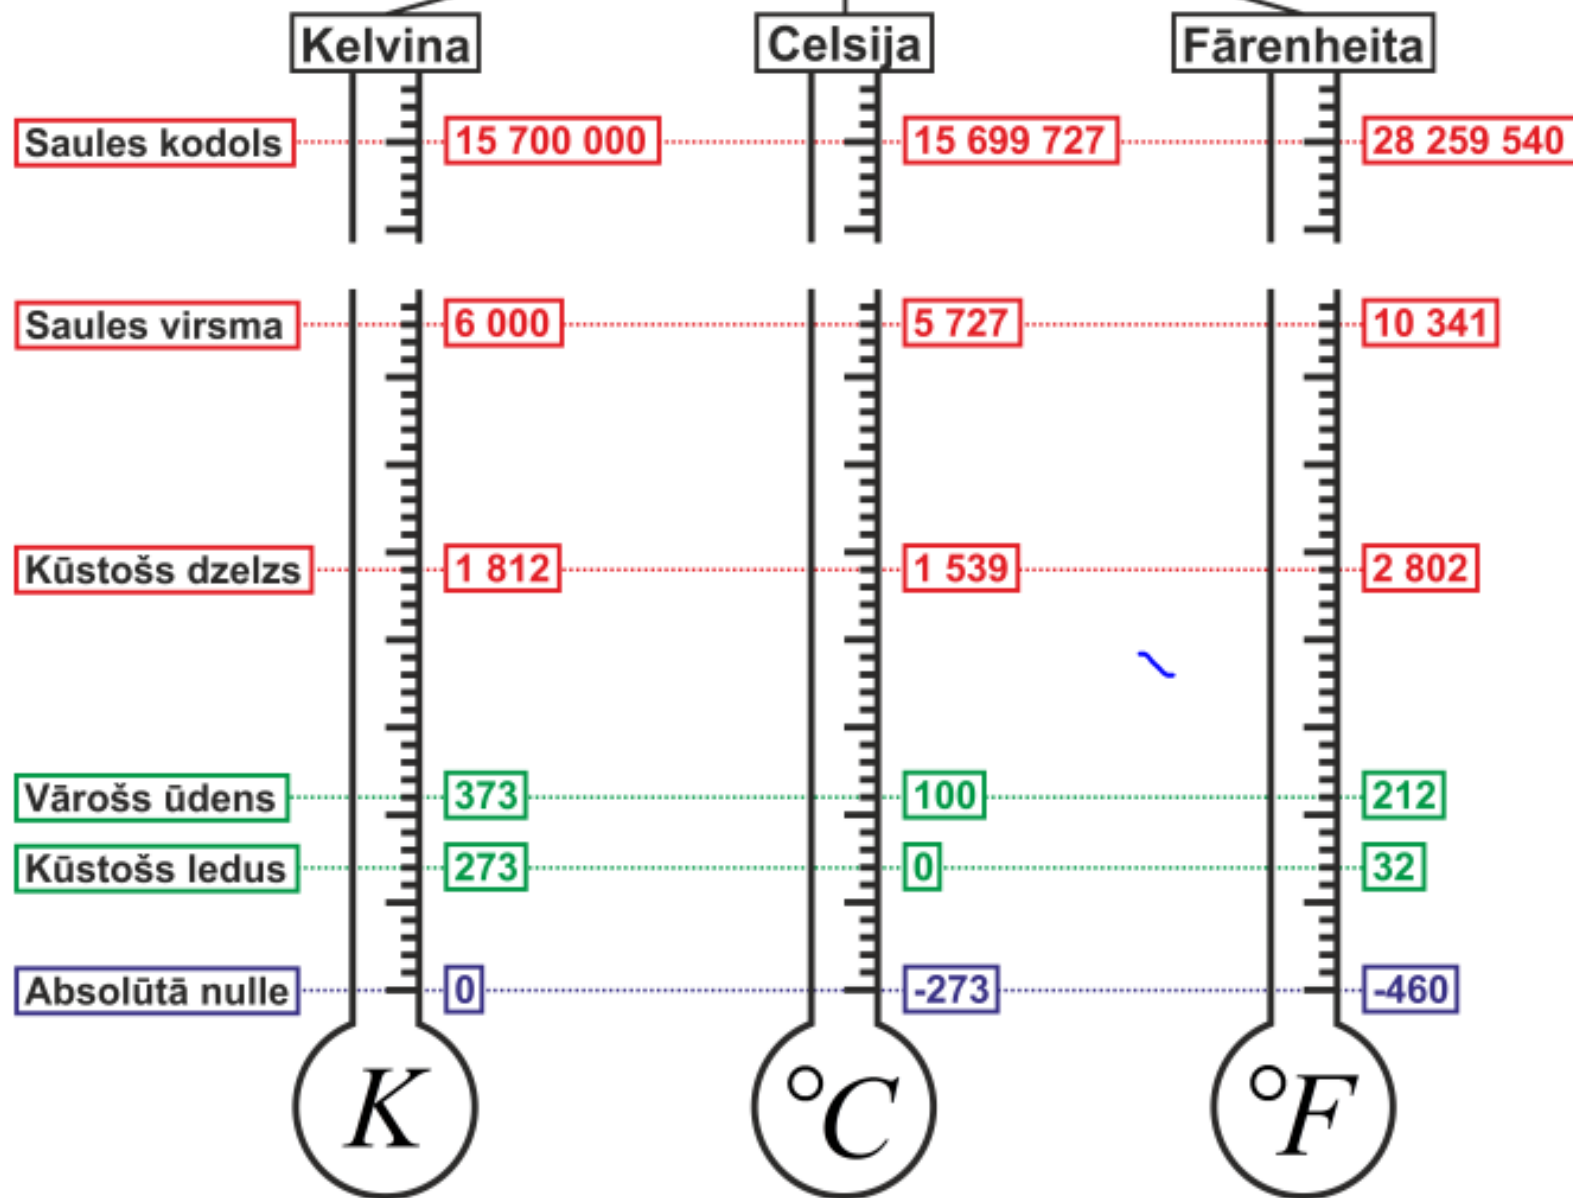 Kelvina Celsija Fārenheita
Saules kodols 15 700 000 15 699 727 28 259 540
Saules virsma 6 000 5 727 10 341
Kūstošs dzelzs 1 812 1 539 2 802
Vārošs ūdens 373 100 212
Kūstošs ledus 273 0 32
Absolūtā nulle 0 -273 -460
K °C °F